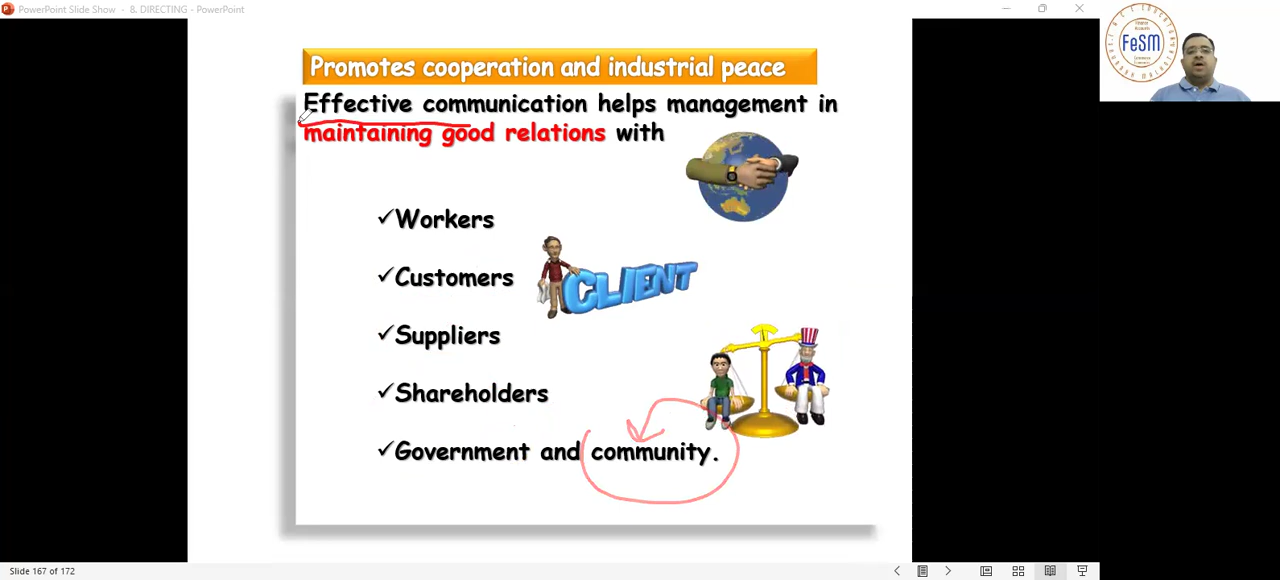 PowerPoint Slide Show - 8. DIRECTING - PowerPoint
FeSM
Promotes cooperation and industrial peace
Effective communication helps management in
maintaining good relations with
✓Workers
✓Customers
CLIENT
✓Suppliers
✓Shareholders
✓Government and community.
Slide 167 of 172